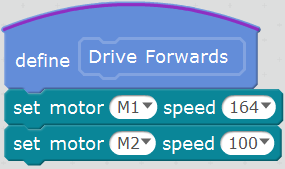 define Drive Forwards
set motor M1 speed 164
set motor M2 speed 100